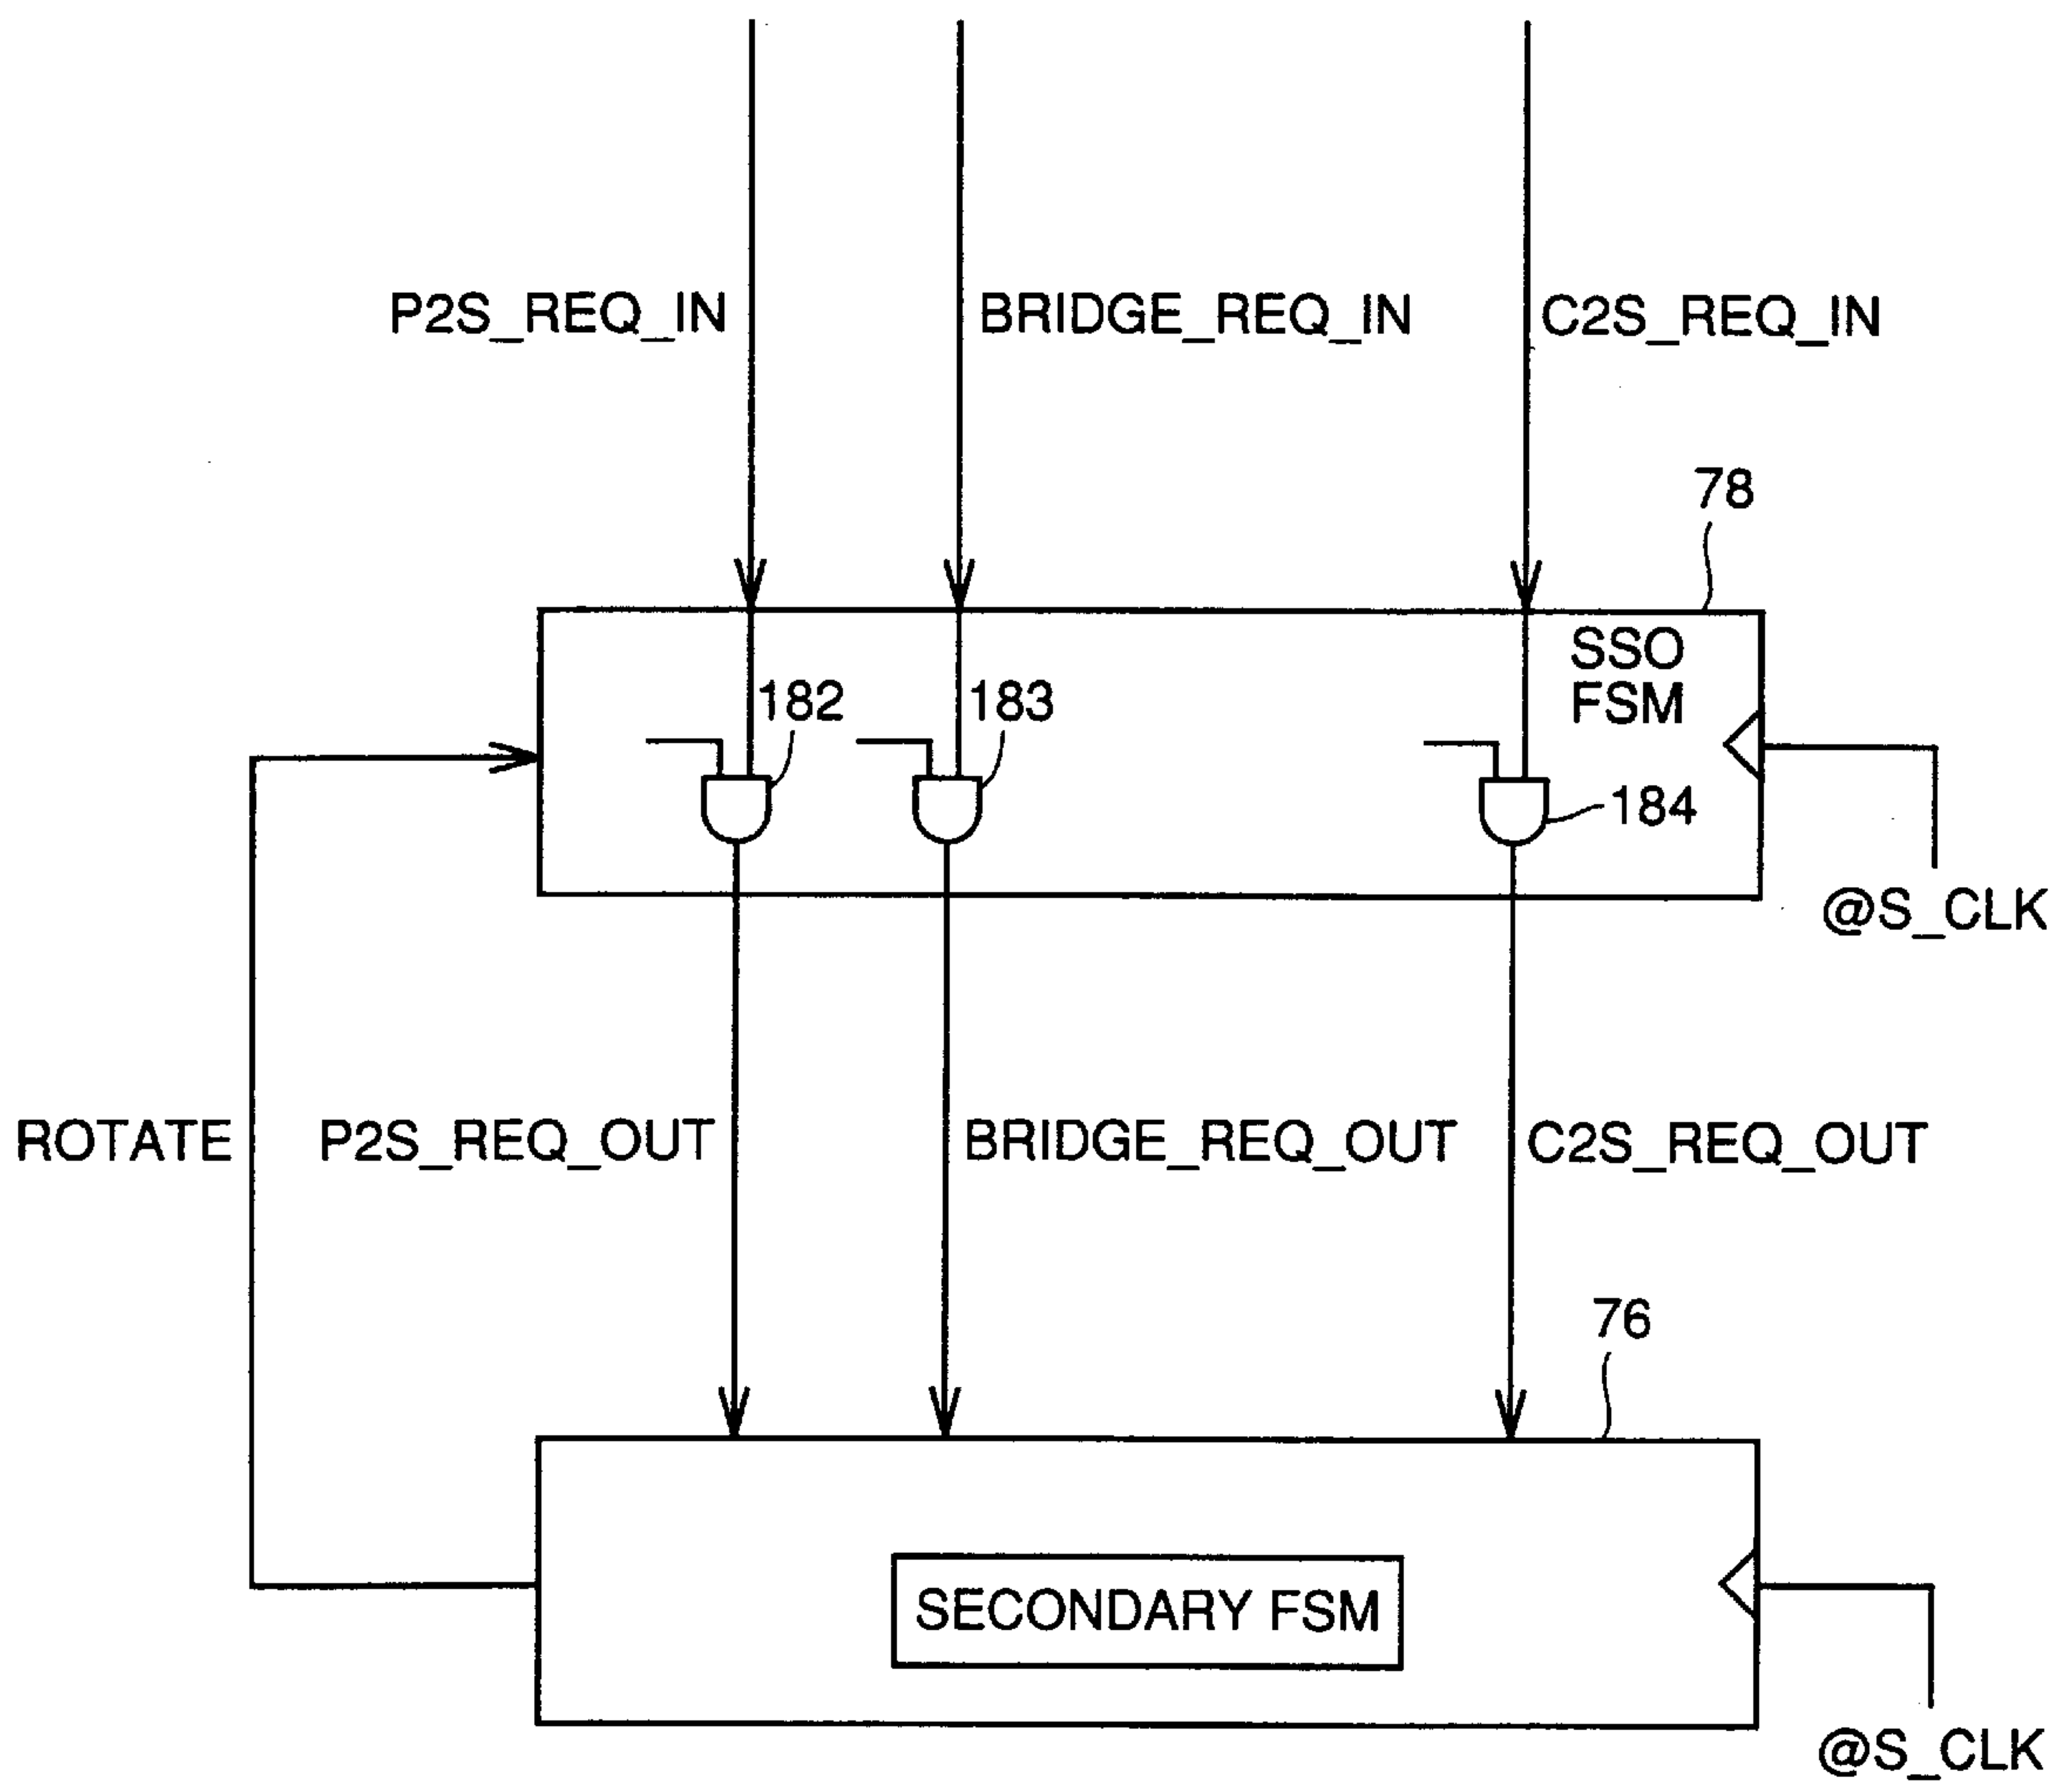 P2S_REQ_IN
BRIDGE_REQ_IN
C2S_REQ_IN
78
SSO
FSM
182
183
184
@S_CLK
ROTATE
P2S_REQ_OUT
BRIDGE_REQ_OUT
C2S_REQ_OUT
76
SECONDARY FSM
@S_CLK